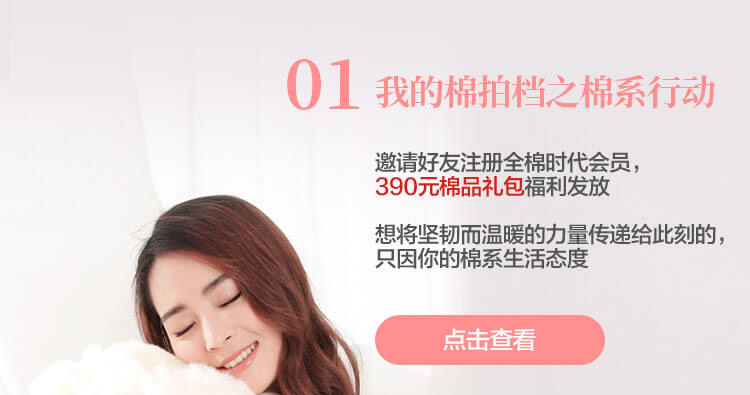 01 我的棉拍档之棉系行动
邀请好友注册全棉时代会员，
390元棉品礼包福利发放
想将坚韧而温暖的力量传递给此刻的，
只因你的棉系生活态度
点击查看